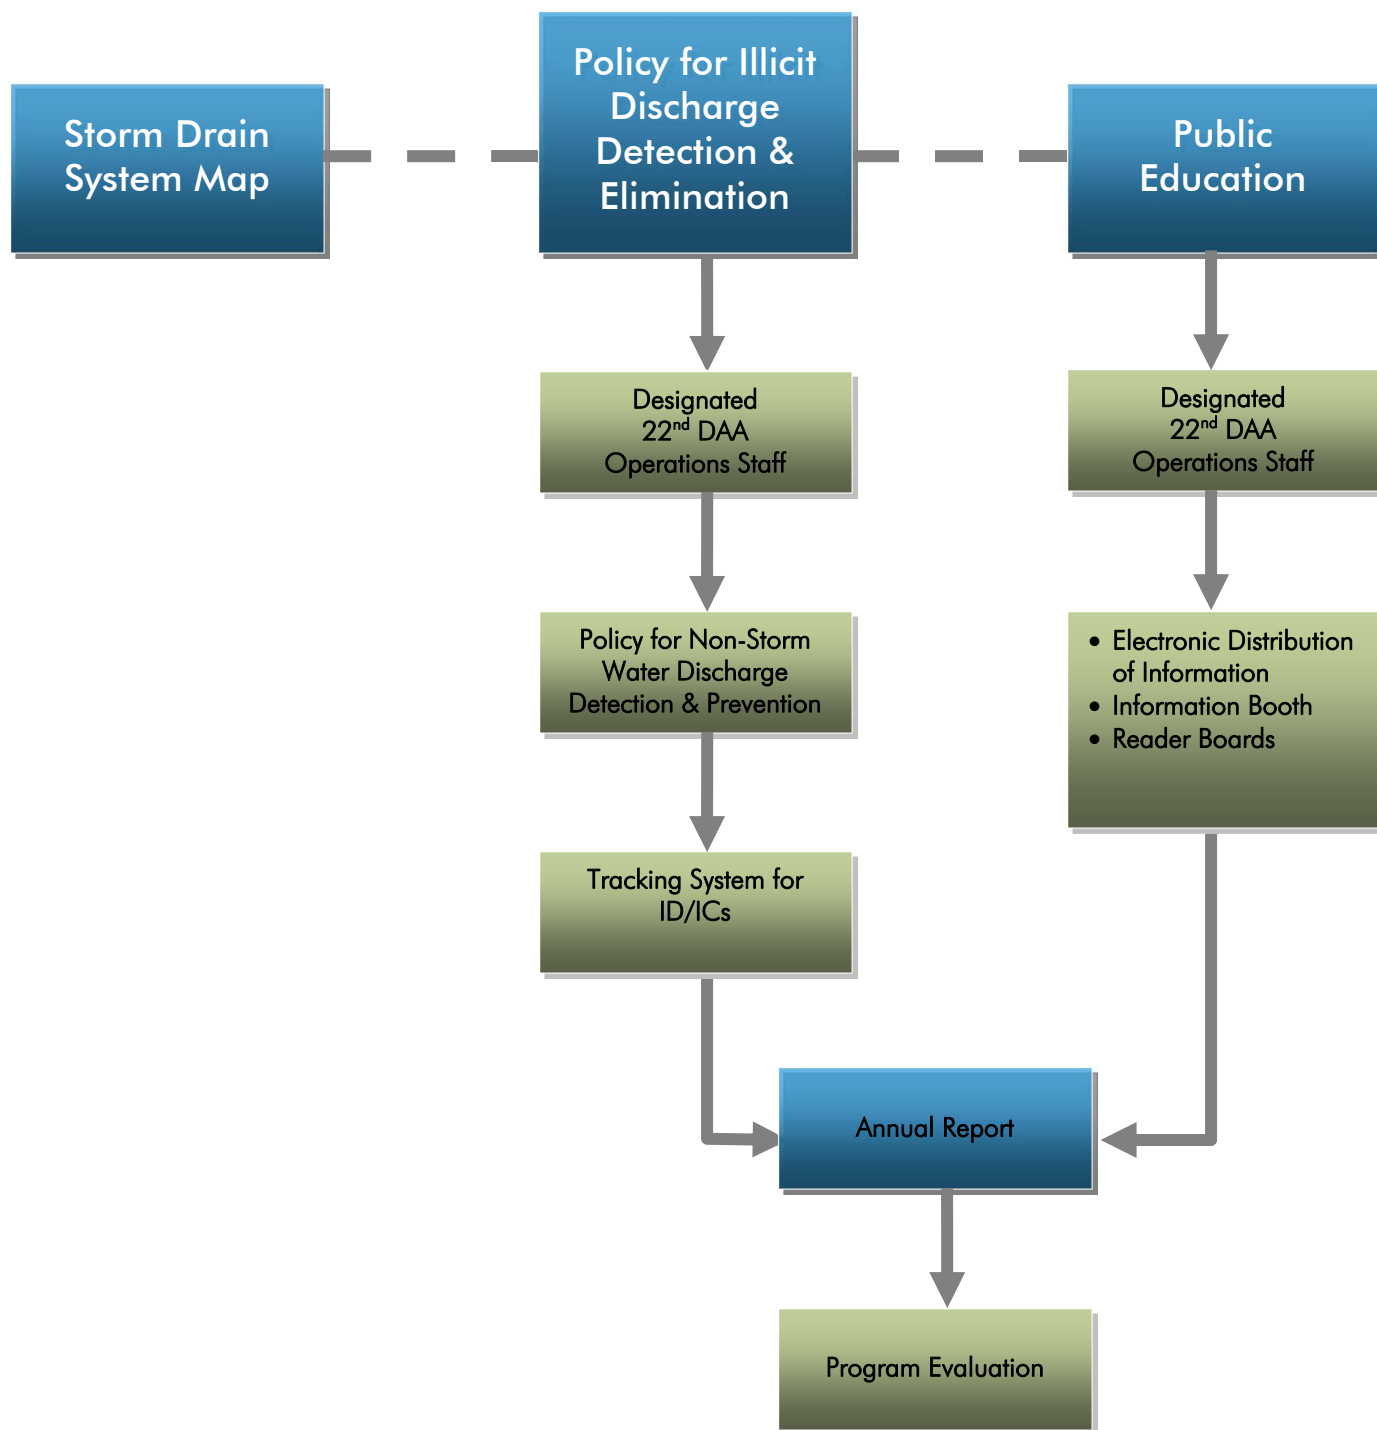 Storm Drain
System Map
Policy for Illicit
Discharge
Detection &
Elimination
Public
Education
Designated
22nd DAA
Operations Staff
Designated
22nd DAA
Operations Staff
Policy for Non-Storm
Water Discharge
Detection & Prevention
• Electronic Distribution
of Information
• Information Booth
• Reader Boards
Tracking System for
ID/ICs
Annual Report
Program Evaluation